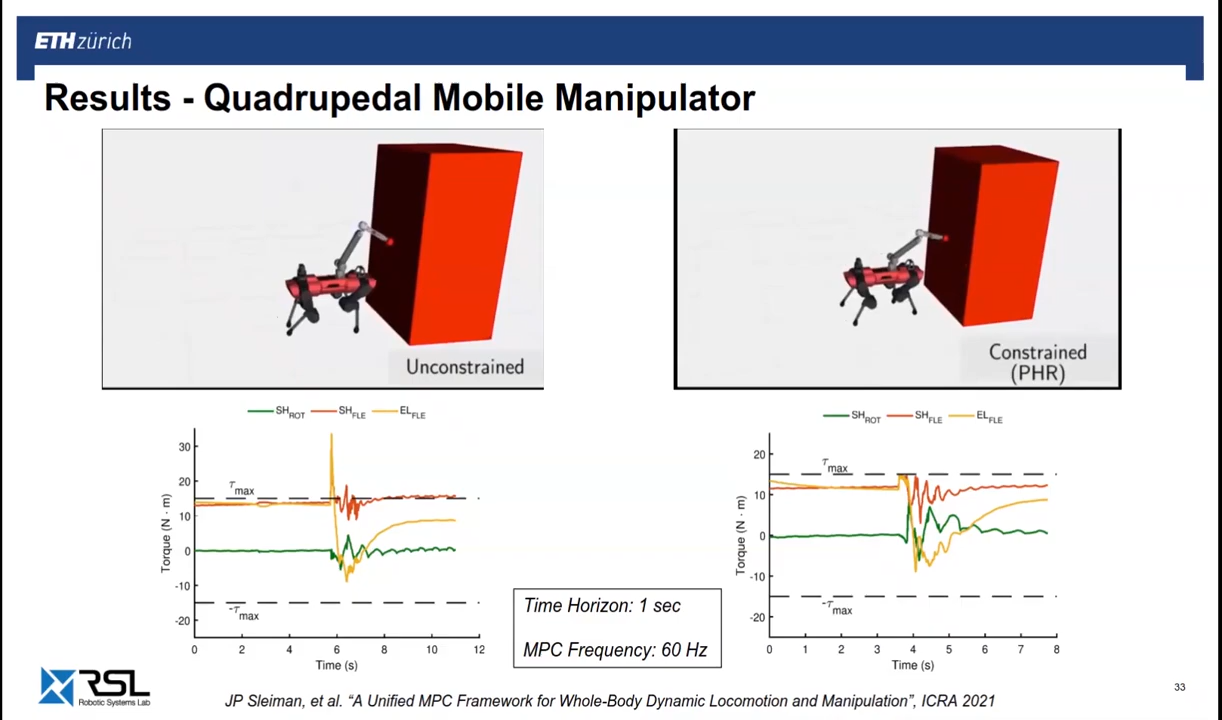 ETH zürich
Results - Quadrupedal Mobile Manipulator
Unconstrained
Constrained
(PHR)
SH_ROT SH_FLE EL_FLE
30
20
10
0
-10
-20
τ_max
-τ_max
Torque (N · m)
0 2 4 6 8 10 12
Time (s)
SH_ROT SH_FLE EL_FLE
20
10
0
-10
-20
τ_max
-τ_max
Torque (N · m)
0 1 2 3 4 5 6 7 8
Time (s)
Time Horizon: 1 sec
MPC Frequency: 60 Hz
RSL
Robotic Systems Lab
JP Sleiman, et al. “A Unified MPC Framework for Whole-Body Dynamic Locomotion and Manipulation”, ICRA 2021
33